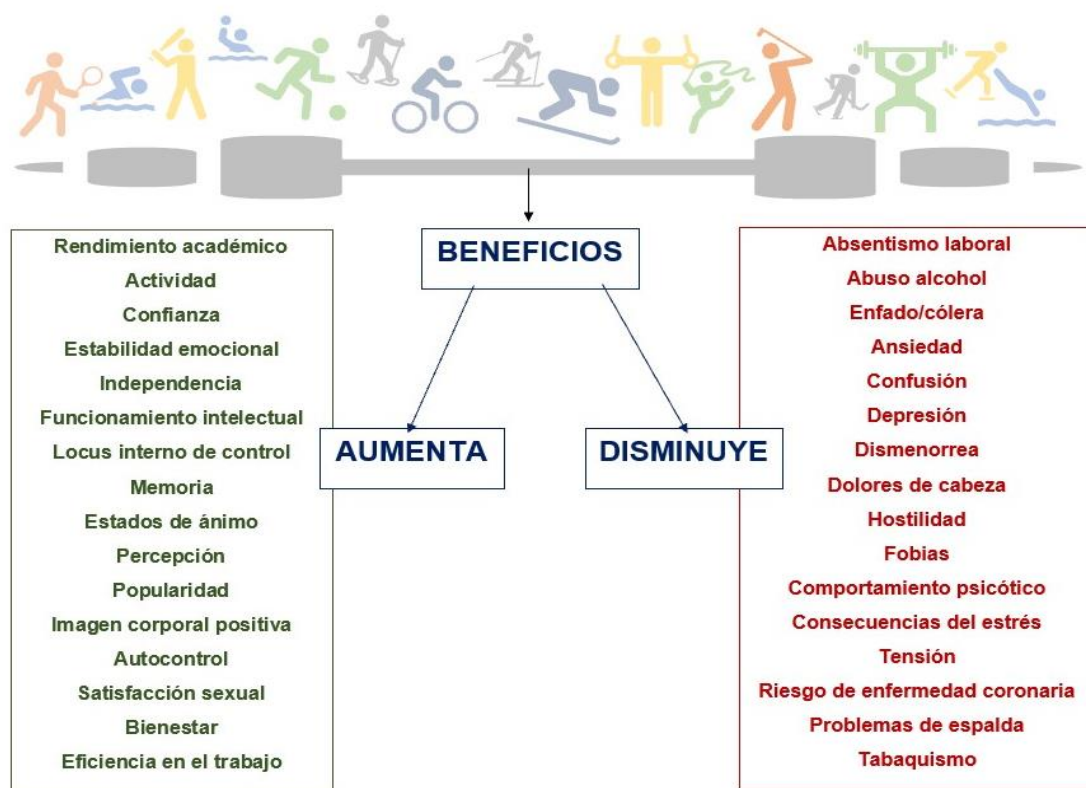 BENEFICIOS
AUMENTA
DISMINUYE
Rendimiento académico
Actividad
Confianza
Estabilidad emocional
Independencia
Funcionamiento intelectual
Locus interno de control
Memoria
Estados de ánimo
Percepción
Popularidad
Imagen corporal positiva
Autocontrol
Satisfacción sexual
Bienestar
Eficiencia en el trabajo
Absentismo laboral
Abuso alcohol
Enfado/cólera
Ansiedad
Confusión
Depresión
Dismenorrea
Dolores de cabeza
Hostilidad
Fobias
Comportamiento psicótico
Consecuencias del estrés
Tensión
Riesgo de enfermedad coronaria
Problemas de espalda
Tabaquismo